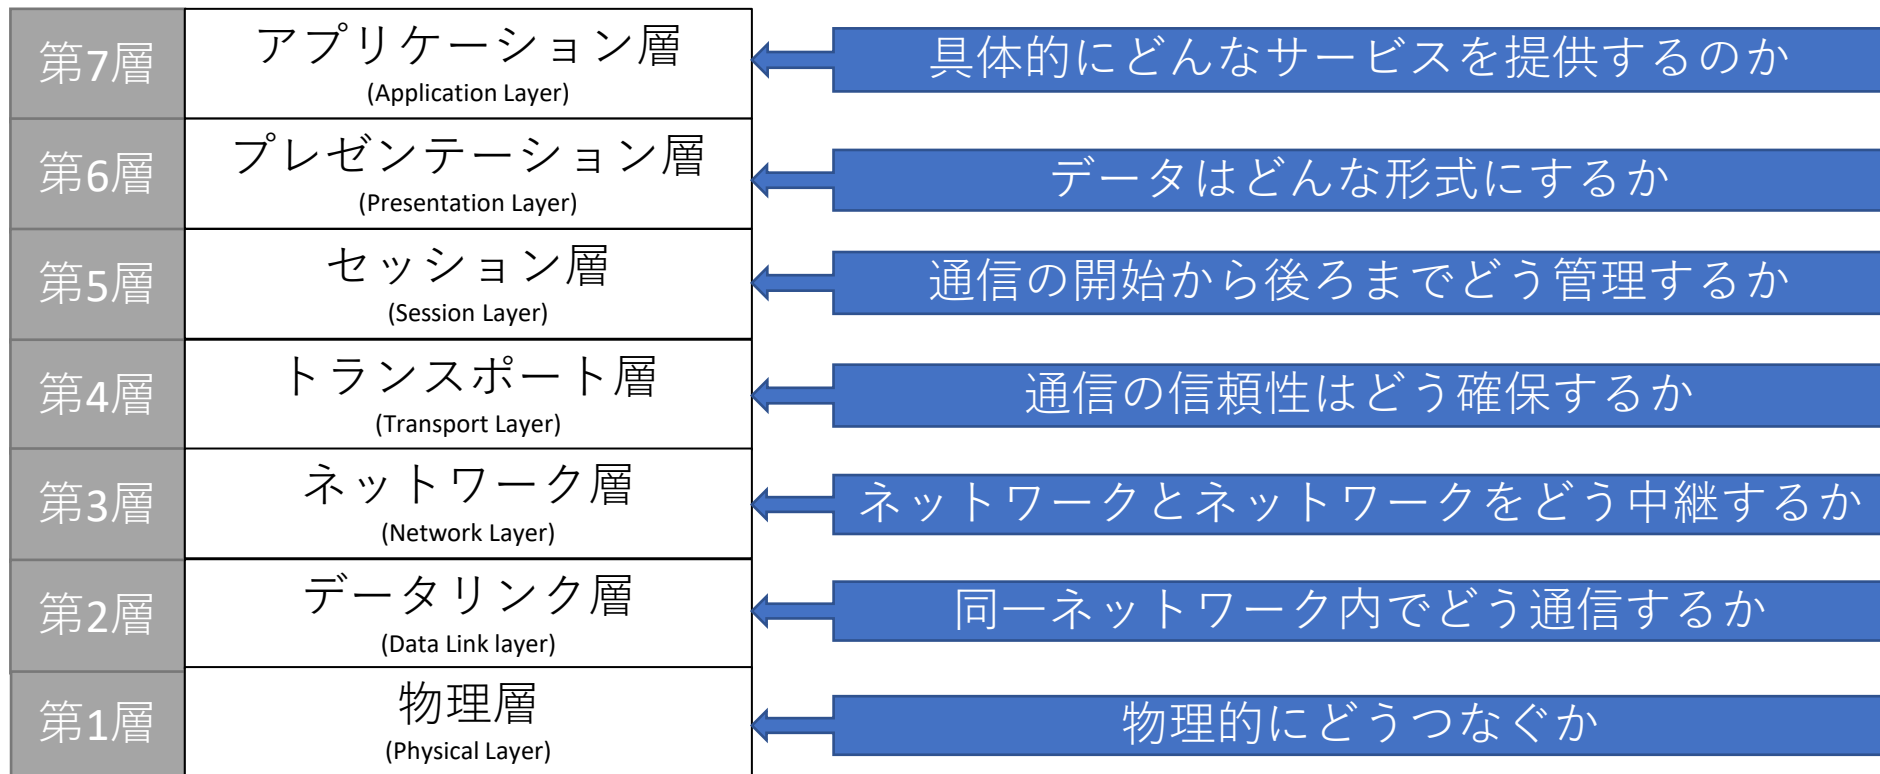 第7層
アプリケーション層
(Application Layer)
具体的にどんなサービスを提供するのか
第6層
プレゼンテーション層
(Presentation Layer)
データはどんな形式にするか
第5層
セッション層
(Session Layer)
通信の開始から後ろまでどう管理するか
第4層
トランスポート層
(Transport Layer)
通信の信頼性はどう確保するか
第3層
ネットワーク層
(Network Layer)
ネットワークとネットワークをどう中継するか
第2層
データリンク層
(Data Link layer)
同一ネットワーク内でどう通信するか
第1層
物理層
(Physical Layer)
物理的にどうつなぐか